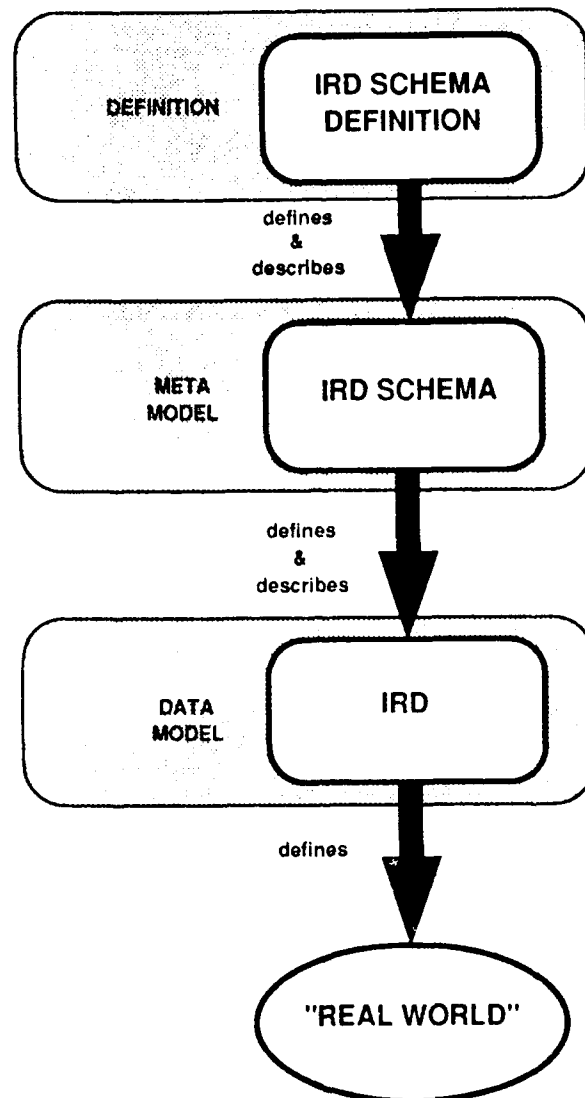 IRD SCHEMA
DEFINITION
DEFINITION
defines
&
describes
META
MODEL
IRD SCHEMA
defines
&
describes
DATA
MODEL
IRD
defines
"REAL WORLD"